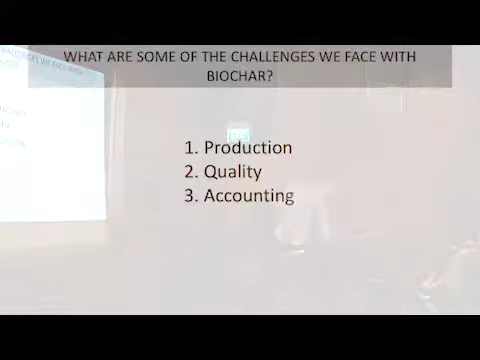 WHAT ARE SOME OF THE CHALLENGES WE FACE WITH
BIOCHAR?
1. Production
2. Quality
3. Accounting